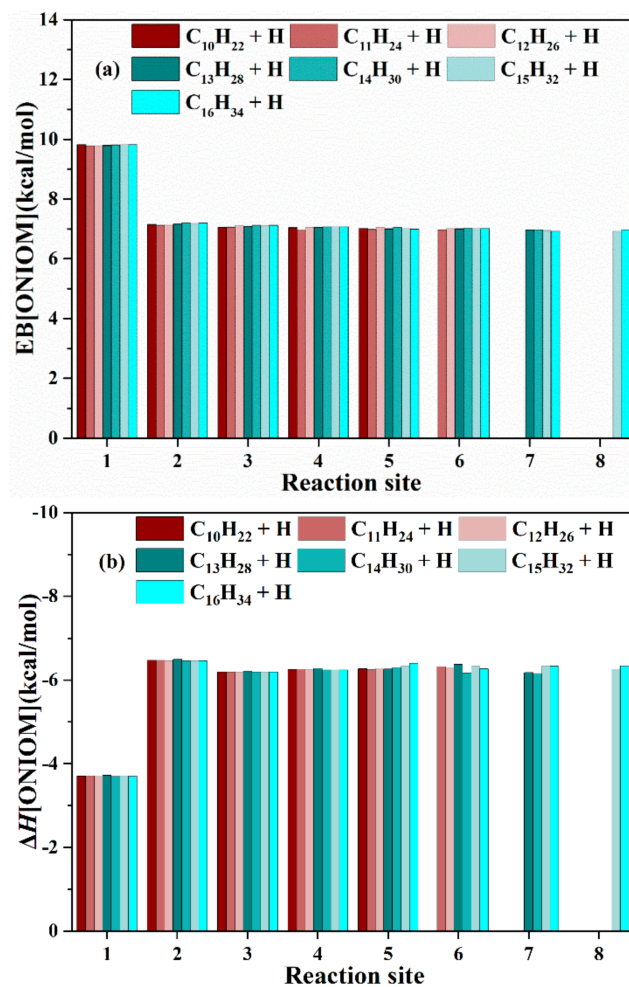 14
12
10
8
6
4
2
0
EB[ONIOM](kcal/mol)
(a)
C₁₀H₂₂ + H C₁₁H₂₄ + H C₁₂H₂₆ + H
C₁₃H₂₈ + H C₁₄H₃₀ + H C₁₅H₃₂ + H
C₁₆H₃₄ + H
1 2 3 4 5 6 7 8
Reaction site
-10
-8
-6
-4
-2
0
ΔH[ONIOM](kcal/mol)
(b)
C₁₀H₂₂ + H C₁₁H₂₄ + H C₁₂H₂₆ + H
C₁₃H₂₈ + H C₁₄H₃₀ + H C₁₅H₃₂ + H
C₁₆H₃₄ + H
1 2 3 4 5 6 7 8
Reaction site